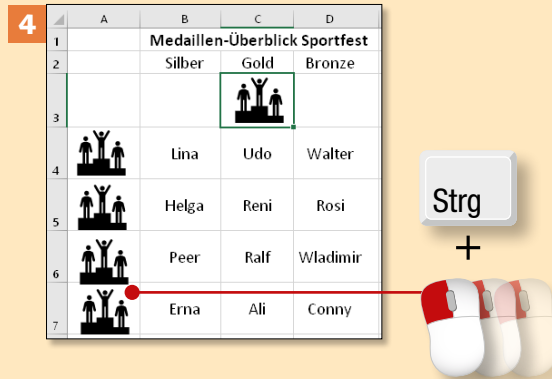 4
A B C D
1 Medaillen-Überblick Sportfest
2 Silber Gold Bronze
3
4 Lina Udo Walter
5 Helga Reni Rosi
6 Peer Ralf Wladimir
7 Erna Ali Conny
Strg
+